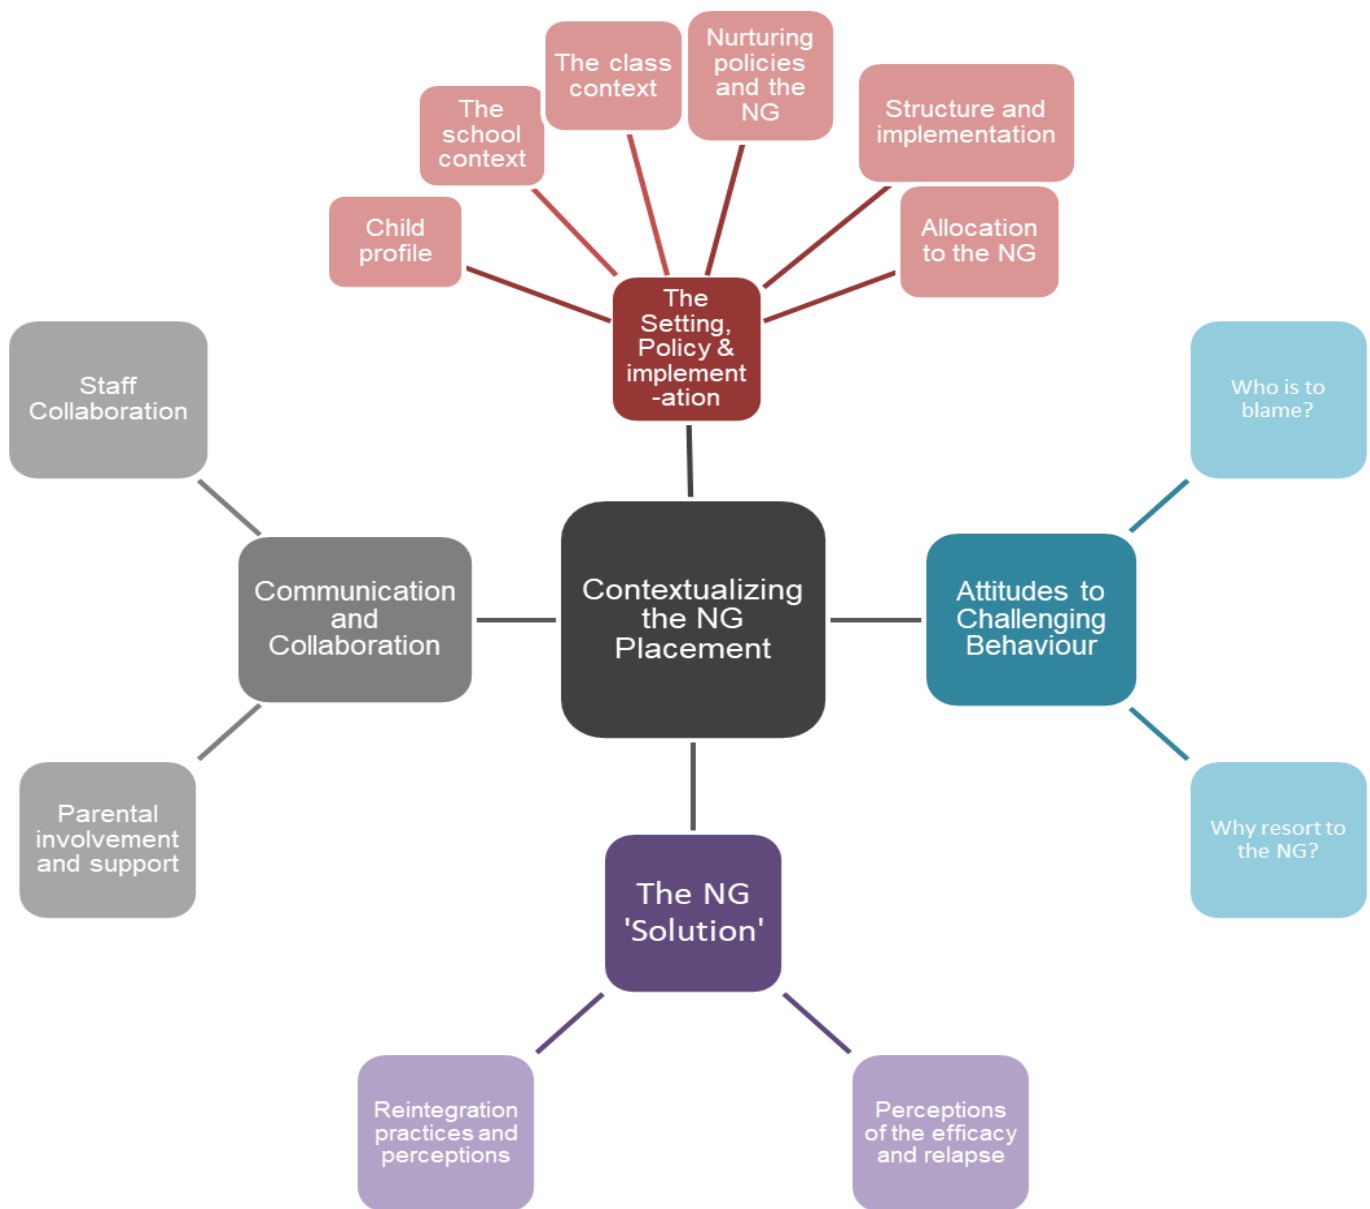 Nurturing
policies
and the
NG
The class
context
The
school
context
Structure and
implementation
Child
profile
Allocation
to the NG
The
Setting,
Policy &
implement
-ation
Staff
Collaboration
Who is to
blame?
Communication
and
Collaboration
Contextualizing
the NG
Placement
Attitudes to
Challenging
Behaviour
Parental
involvement
and support
Why resort to
the NG?
The NG
'Solution'
Reintegration
practices and
perceptions
Perceptions
of the efficacy
and relapse